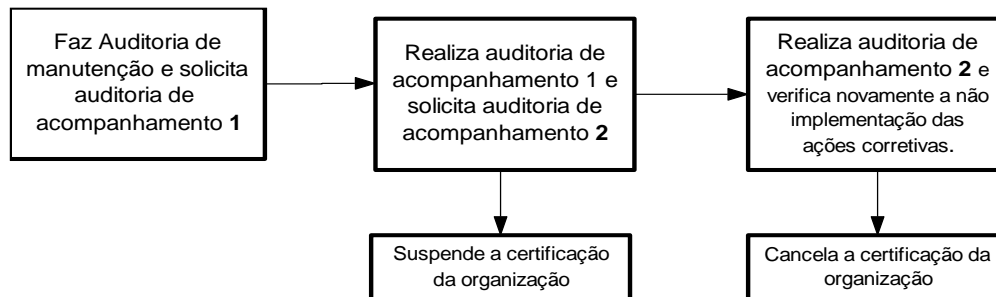 Faz Auditoria de
manutenção e solicita
auditoria de
acompanhamento 1
Realiza auditoria de
acompanhamento 1 e
solicita auditoria de
acompanhamento 2
Realiza auditoria de
acompanhamento 2 e
verifica novamente a não
implementação das
ações corretivas.
Suspende a certificação
da organização
Cancela a certificação da
organização